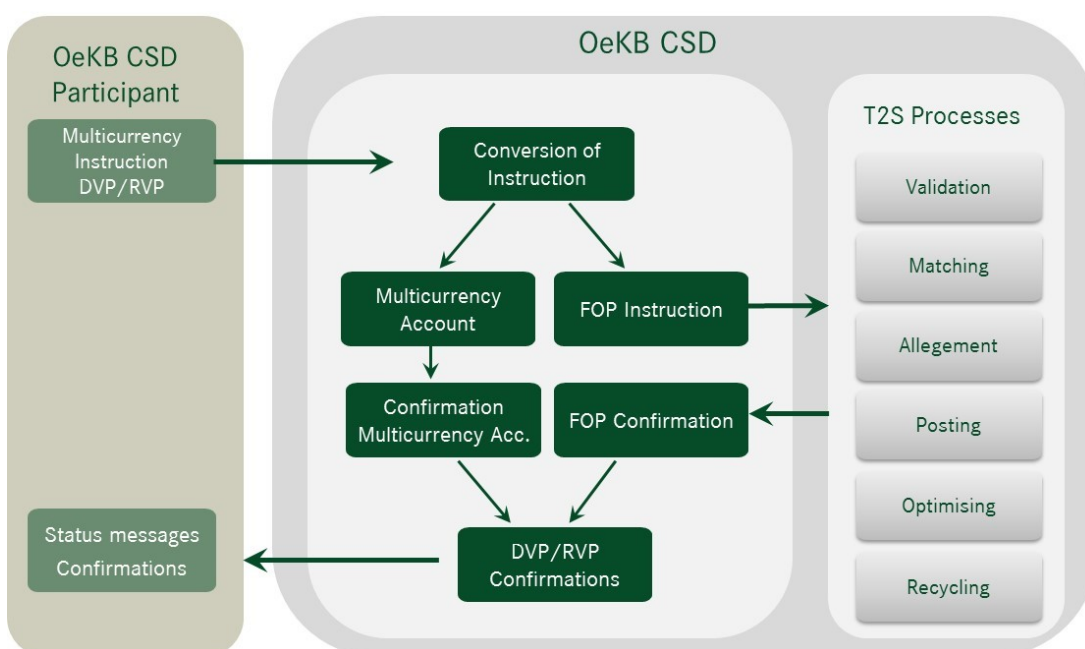 OeKB CSD
Participant
Multicurrency
Instruction
DVP/RVP
Status messages
Confirmations
OeKB CSD
Conversion of
Instruction
Multicurrency
Account
FOP Instruction
Confirmation
Multicurrency Acc.
FOP Confirmation
DVP/RVP
Confirmations
T2S Processes
Validation
Matching
Allegement
Posting
Optimising
Recycling